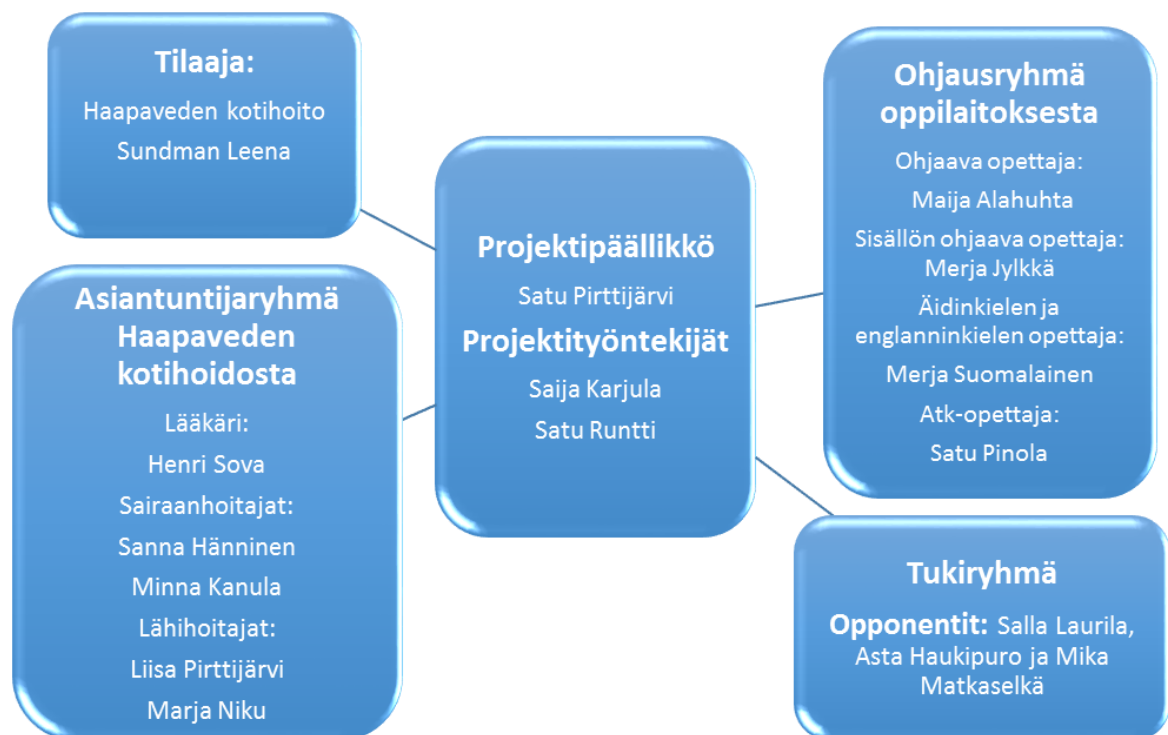 Tilaaja:
Haapaveden kotihoito
Sundman Leena
Asiantuntijaryhmä
Haapaveden
kotihoidosta
Lääkäri:
Henri Sova
Sairaanhoitajat:
Sanna Hänninen
Minna Kanula
Lähihoitajat:
Liisa Pirttijärvi
Marja Niku
Projektipäällikkö
Satu Pirttijärvi
Projektityöntekijät
Saija Karjula
Satu Runtti
Ohjausryhmä
oppilaitoksesta
Ohjaava opettaja:
Maija Alahuhta
Sisällön ohjaava opettaja:
Merja Jylkkä
Äidinkielen ja
englanninkielen opettaja:
Merja Suomalainen
Atk-opettaja:
Satu Pinola
Tukiryhmä
Opponentit: Salla Laurila,
Asta Haukipuro ja Mika
Matkaselkä